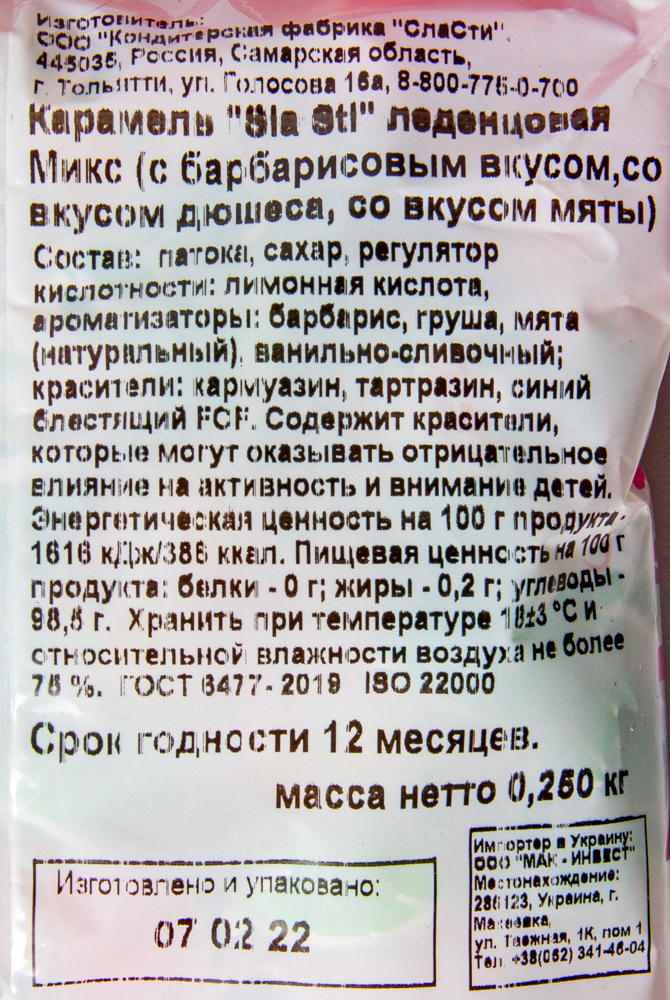 Изготовитель:
ООО "Кондитерская фабрика "СлаСти".
445035, Россия, Самарская область,
г. Тольятти, ул. Голосова 16а, 8-800-775-0-700
Карамель "Sla Sti" леденцовая
Микс (с барбарисовым вкусом,со
вкусом дюшеса, со вкусом мяты)
Состав: патока, сахар, регулятор
кислотности: лимонная кислота,
ароматизаторы: барбарис, груша, мята
(натуральный), ванильно-сливочный;
красители: кармуазин, тартразин, синий
блестящий FCF. Содержит красители,
которые могут оказывать отрицательное
влияние на активность и внимание детей.
Энергетическая ценность на 100 г продукта -
1616 кДж/386 ккал. Пищевая ценность на 100 г
продукта: белки - 0 г; жиры - 0,2 г; углеводы -
98,5 г. Хранить при температуре 18±3 °С и
относительной влажности воздуха не более
75 %. ГОСТ 6477- 2019 ISO 22000
Срок годности 12 месяцев.
масса нетто 0,250 кг
Импортер в Украину:
ООО "МАК - ИНВЕСТ"
Местонахождение:
286123, Украина, г.
Макеевка,
ул. Таежная, 1К, пом 1
Тел. +38(062) 341-46-04
Изготовлено и упаковано:
07 02 22